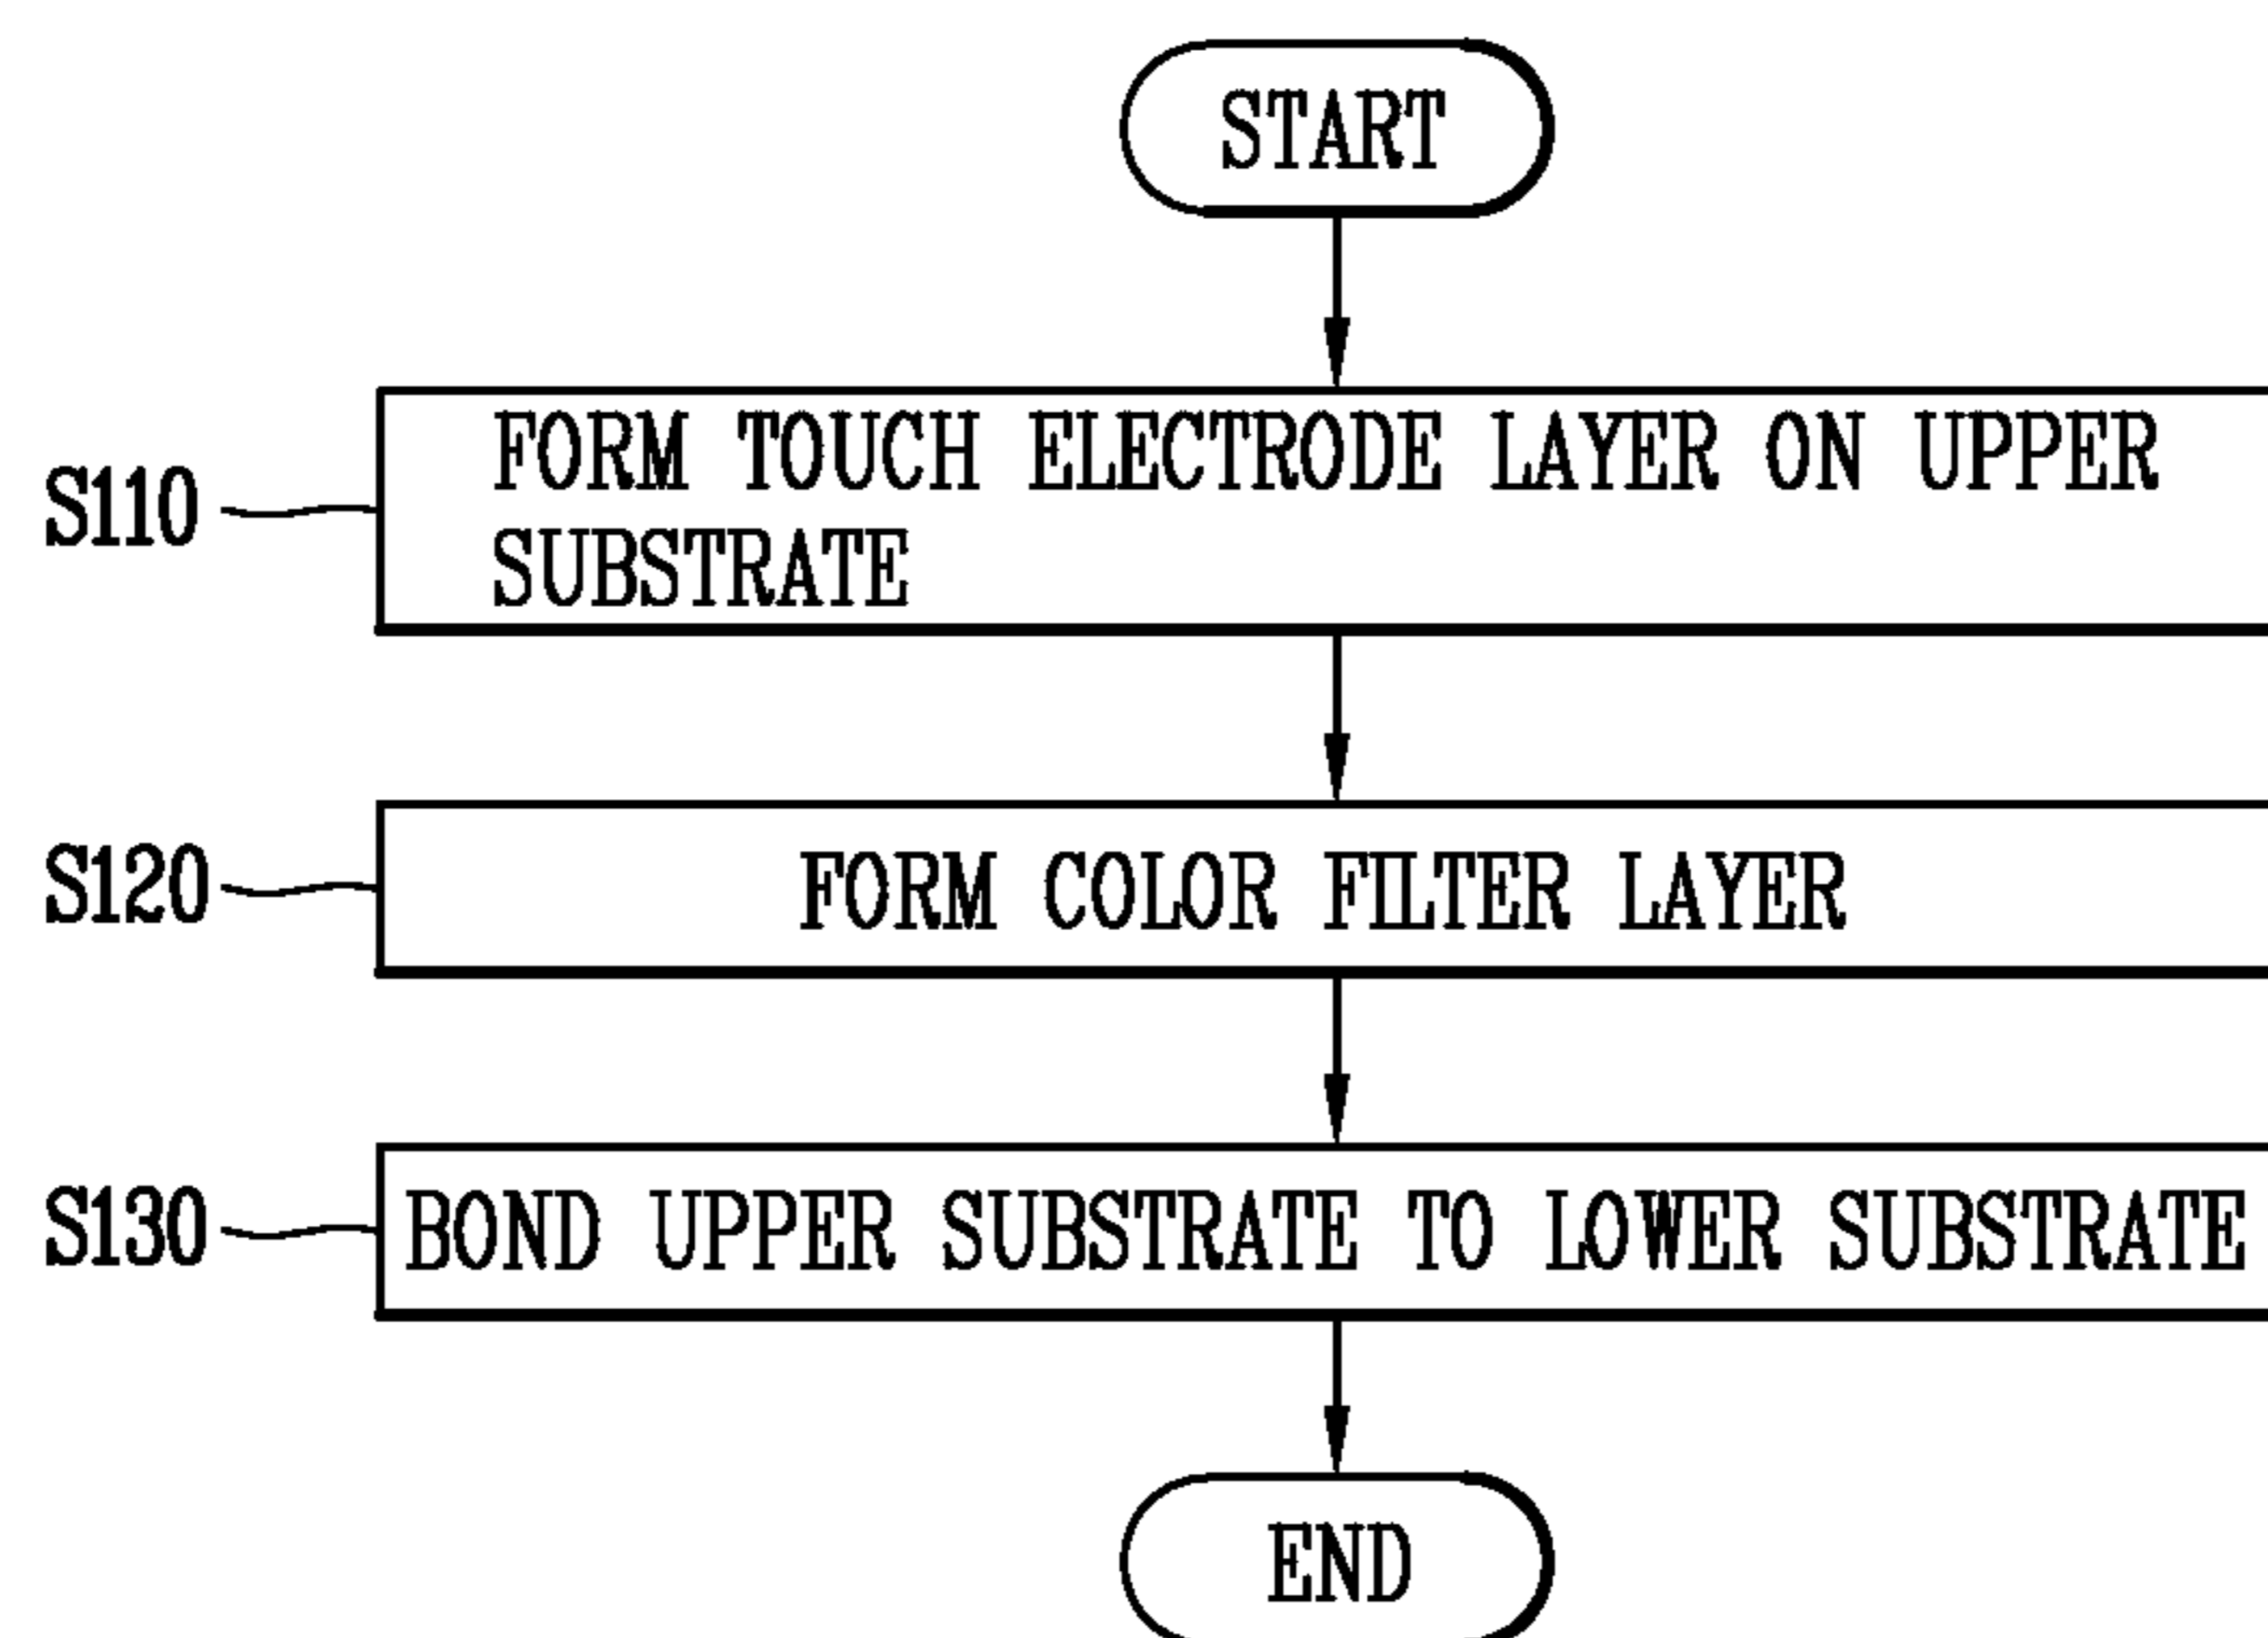 START
S110
FORM TOUCH ELECTRODE LAYER ON UPPER
SUBSTRATE
S120
FORM COLOR FILTER LAYER
S130
BOND UPPER SUBSTRATE TO LOWER SUBSTRATE
END